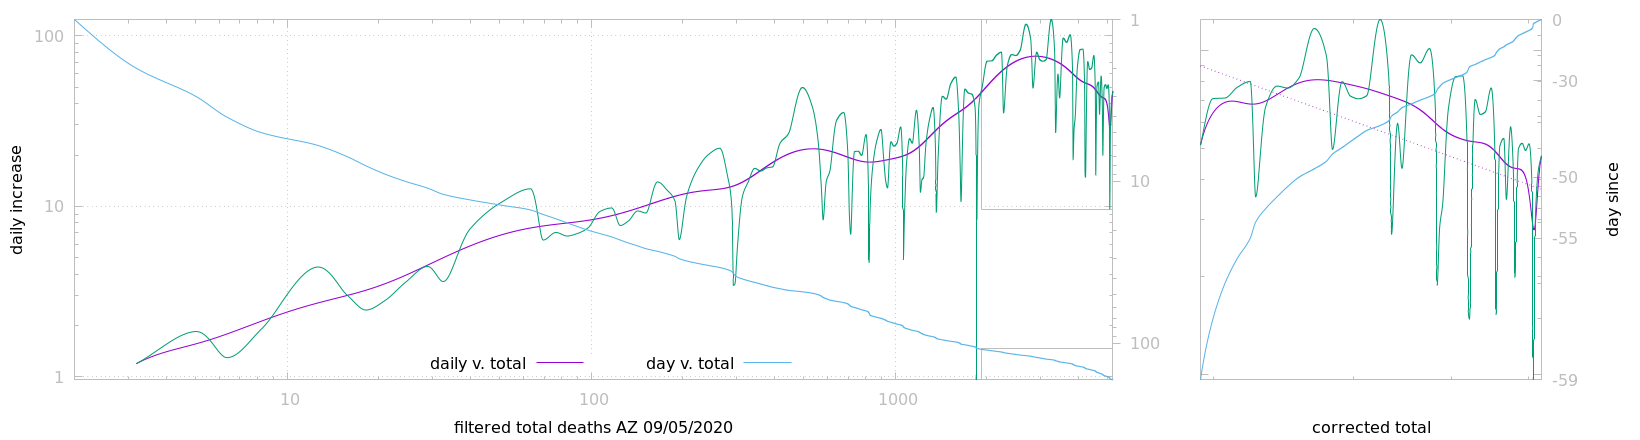 daily increase
100
10
1
daily v. total
day v. total
10
100
1000
filtered total deaths AZ 09/05/2020
1
10
100
corrected total
0
-30
-50
-55
-59
day since